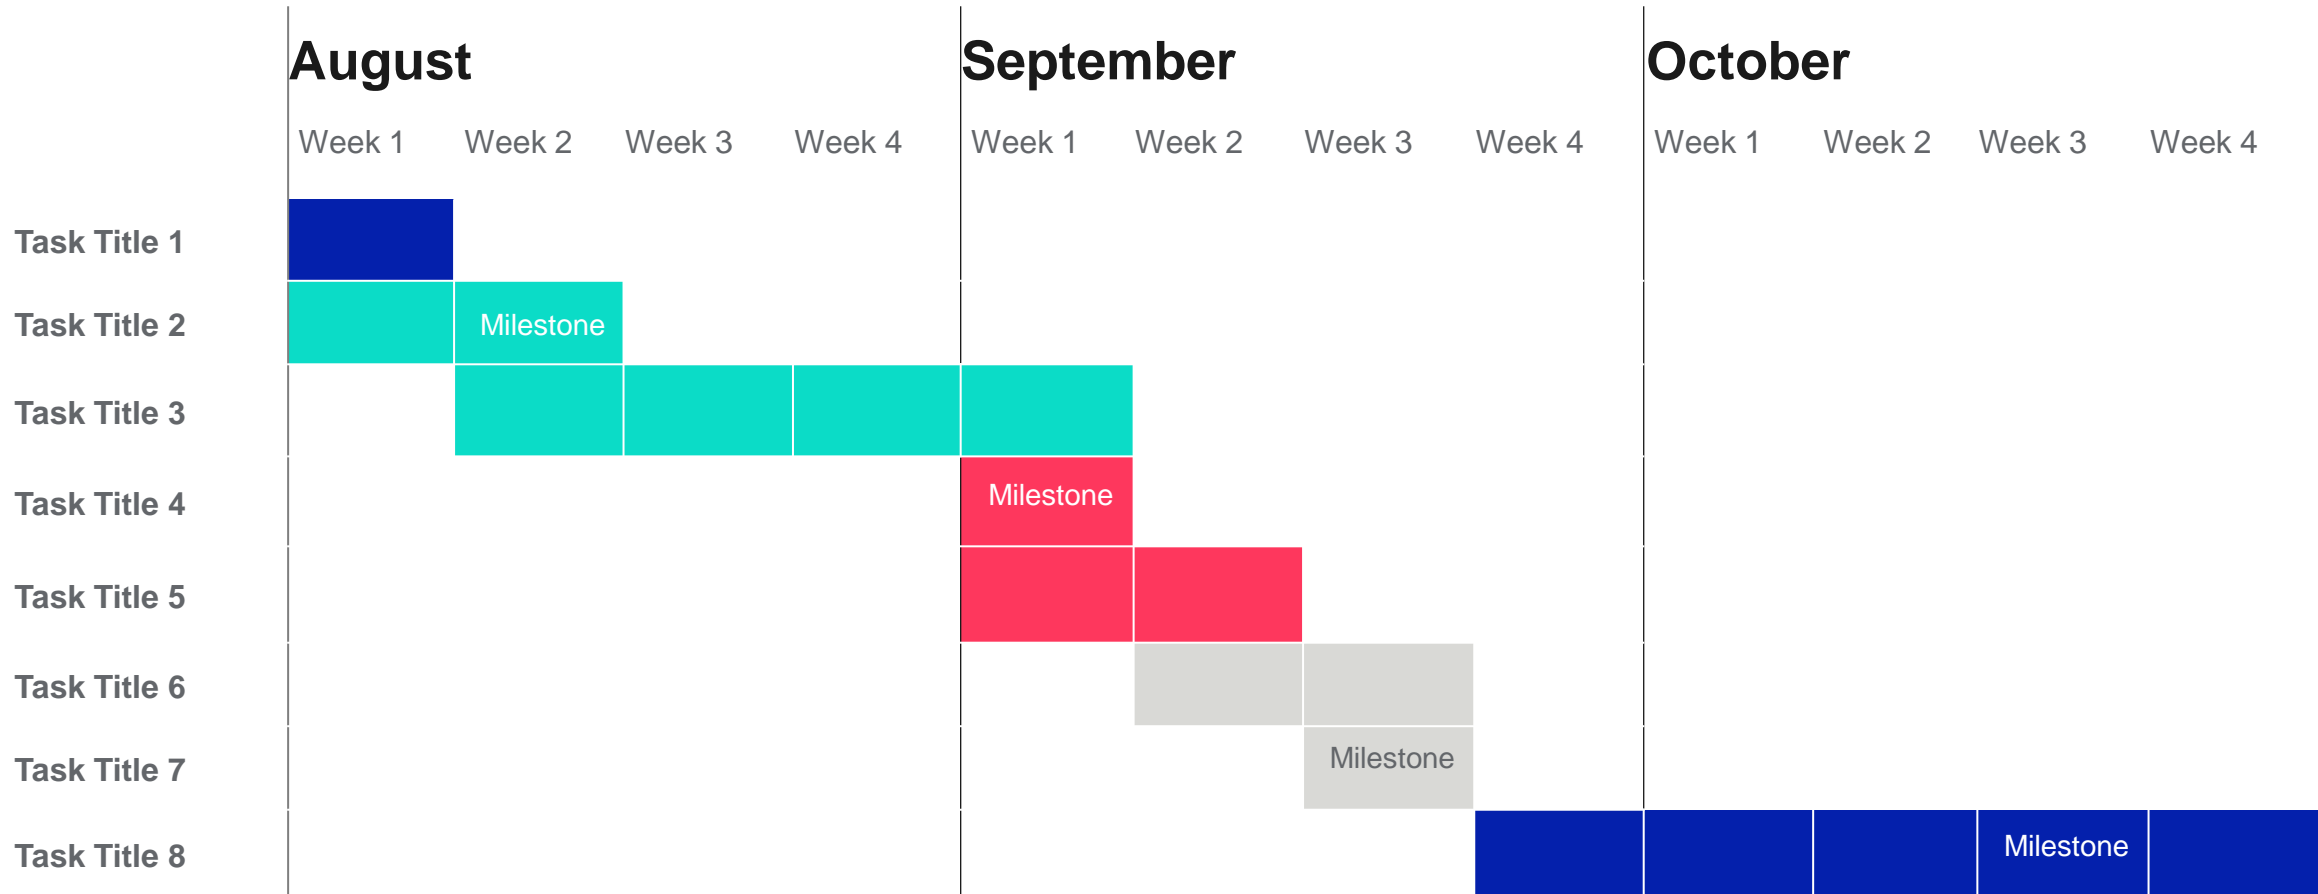 August September October
Week 1 Week 2 Week 3 Week 4 Week 1 Week 2 Week 3 Week 4 Week 1 Week 2 Week 3 Week 4
Task Title 1
Task Title 2 Milestone
Task Title 3
Task Title 4 Milestone
Task Title 5
Task Title 6
Task Title 7 Milestone
Task Title 8 Milestone